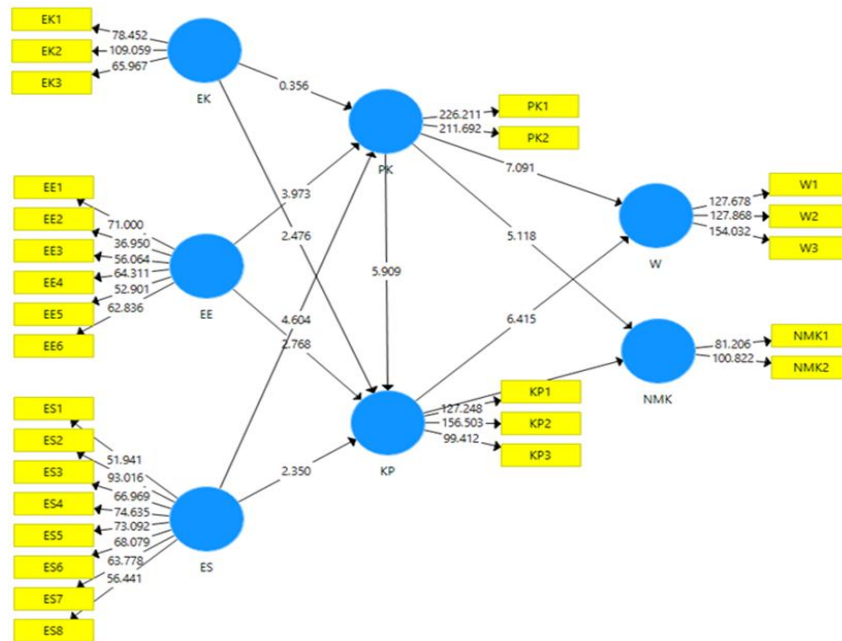 EK1
EK2
EK3
78.452
109.059
65.967
EK
0.356
PK
226.211
211.692
PK1
PK2
EE1
EE2
EE3
EE4
EE5
EE6
71.000
36.950
56.064
64.311
52.901
62.836
EE
3.973
2.476
5.909
7.091
5.118
W
127.678
127.868
154.032
W1
W2
W3
4.604
2.768
6.415
NMK
81.206
100.822
NMK1
NMK2
ES1
ES2
ES3
ES4
ES5
ES6
ES7
ES8
51.941
93.016
66.969
74.635
73.092
68.079
63.778
56.441
ES
2.350
KP
127.248
156.503
99.412
KP1
KP2
KP3